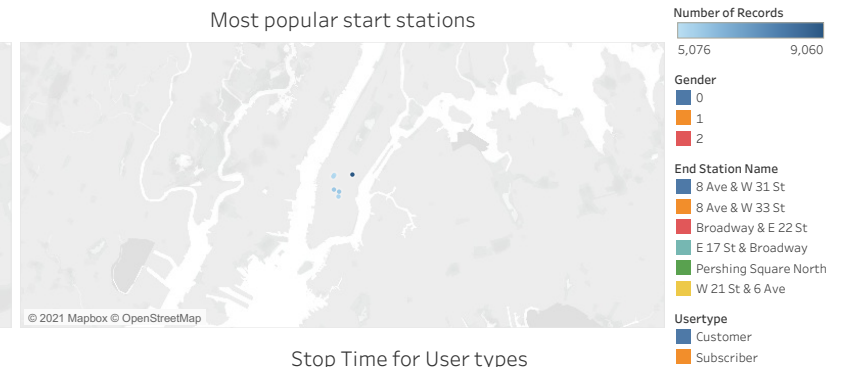 Most popular start stations
© 2021 Mapbox © OpenStreetMap
Stop Time for User types
Number of Records
5,076 9,060
Gender
0
1
2
End Station Name
8 Ave & W 31 St
8 Ave & W 33 St
Broadway & E 22 St
E 17 St & Broadway
Pershing Square North
W 21 St & 6 Ave
Usertype
Customer
Subscriber